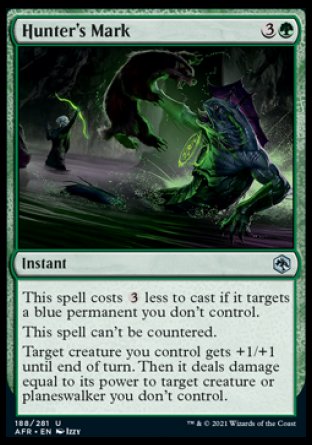 Hunter's Mark 3
Instant
This spell costs 3 less to cast if it targets
a blue permanent you don't control.
This spell can't be countered.
Target creature you control gets +1/+1
until end of turn. Then it deals damage
equal to its power to target creature or
planeswalker you don't control.
188/281 U
AFR • EN Izzy
™ & © 2021 Wizards of the Coast